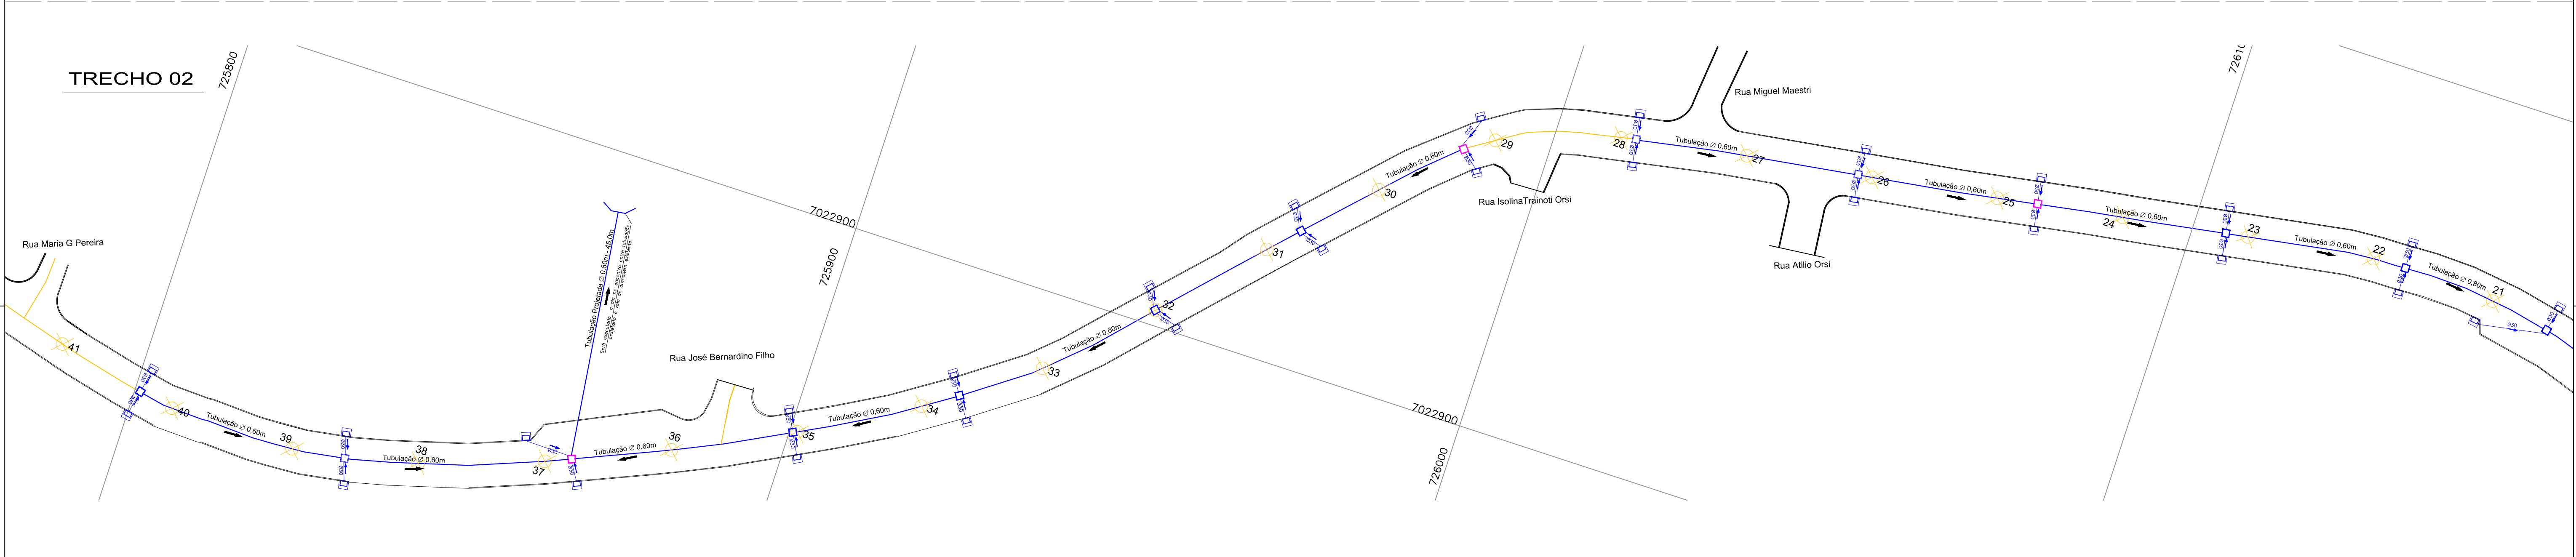 TRECHO 02
725800
Rua Maria G Pereira
41
40
Tubulação ∅ 0,60m
39
38
Tubulação ∅ 0,60m
37
Tubulação Projetada ∅ 0,80m - 45,0m
36
Tubulação ∅ 0,60m
Rua José Bernardino Filho
35
Tubulação ∅ 0,60m
34
725900
7022900
33
Tubulação ∅ 0,60m
32
31
30
Tubulação ∅ 0,60m
29
Rua IsolinaTrainoti Orsi
7022900
726000
28
Tubulação ∅ 0,60m
27
Rua Miguel Maestri
Rua Atilio Orsi
26
Tubulação ∅ 0,60m
25
24
Tubulação ∅ 0,60m
23
Tubulação ∅ 0,60m
22
Tubulação ∅ 0,80m
21